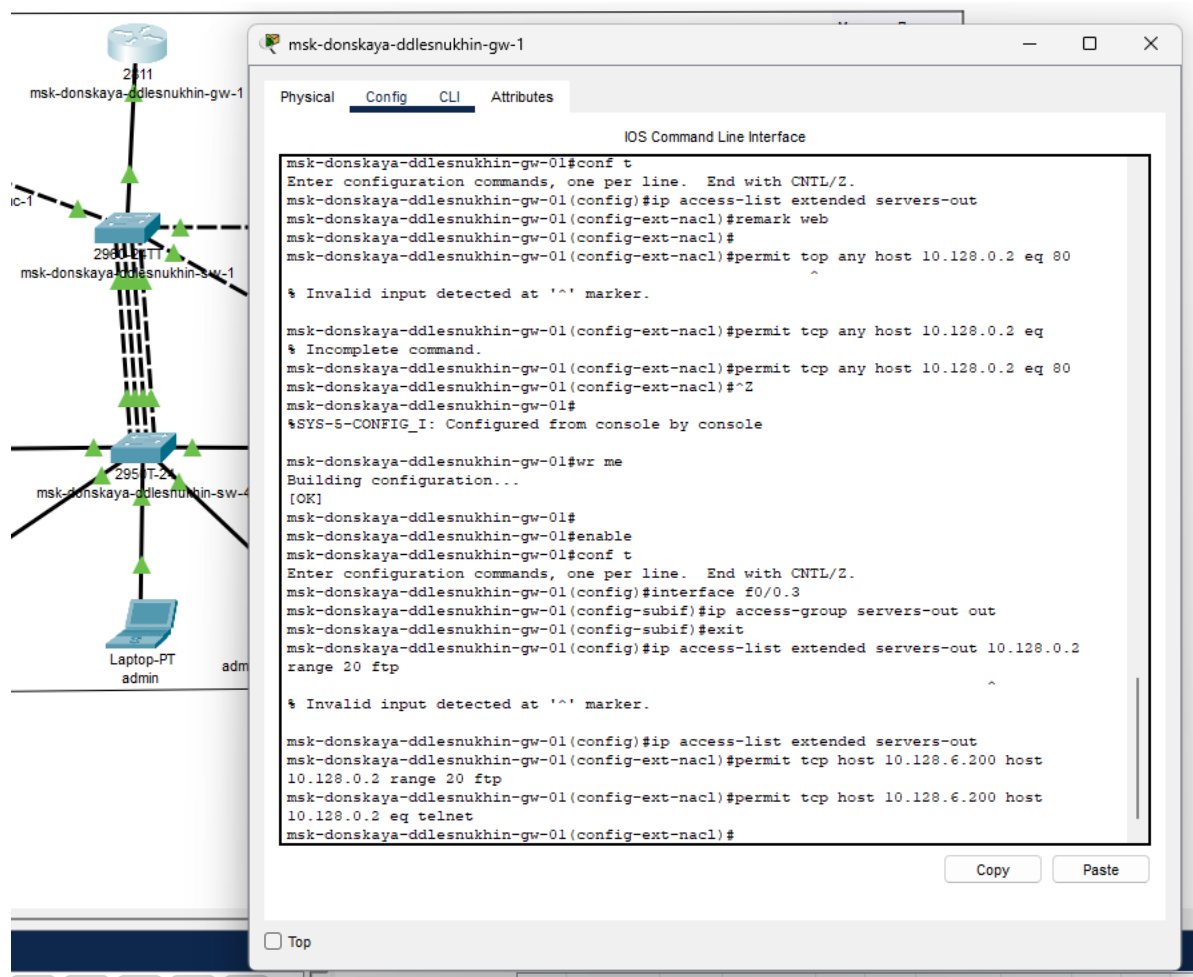 2811
msk-donskaya-ddlesnukhin-gw-1
2960-24TT
msk-donskaya-ddlesnukhin-sw-1
2950T-24
msk-donskaya-ddlesnukhin-sw-4
Laptop-PT
admin
msk-donskaya-ddlesnukhin-gw-1
Physical Config CLI Attributes
IOS Command Line Interface
msk-donskaya-ddlesnukhin-gw-01#conf t
Enter configuration commands, one per line. End with CNTL/Z.
msk-donskaya-ddlesnukhin-gw-01(config)#ip access-list extended servers-out
msk-donskaya-ddlesnukhin-gw-01(config-ext-nacl)#remark web
msk-donskaya-ddlesnukhin-gw-01(config-ext-nacl)#
msk-donskaya-ddlesnukhin-gw-01(config-ext-nacl)#permit top any host 10.128.0.2 eq 80
^
% Invalid input detected at '^' marker.
msk-donskaya-ddlesnukhin-gw-01(config-ext-nacl)#permit tcp any host 10.128.0.2 eq
% Incomplete command.
msk-donskaya-ddlesnukhin-gw-01(config-ext-nacl)#permit tcp any host 10.128.0.2 eq 80
msk-donskaya-ddlesnukhin-gw-01(config-ext-nacl)#^Z
msk-donskaya-ddlesnukhin-gw-01#
%SYS-5-CONFIG_I: Configured from console by console
msk-donskaya-ddlesnukhin-gw-01#wr me
Building configuration...
[OK]
msk-donskaya-ddlesnukhin-gw-01#
msk-donskaya-ddlesnukhin-gw-01#enable
msk-donskaya-ddlesnukhin-gw-01#conf t
Enter configuration commands, one per line. End with CNTL/Z.
msk-donskaya-ddlesnukhin-gw-01(config)#interface f0/0.3
msk-donskaya-ddlesnukhin-gw-01(config-subif)#ip access-group servers-out out
msk-donskaya-ddlesnukhin-gw-01(config-subif)#exit
msk-donskaya-ddlesnukhin-gw-01(config)#ip access-list extended servers-out 10.128.0.2
range 20 ftp
^
% Invalid input detected at '^' marker.
msk-donskaya-ddlesnukhin-gw-01(config)#ip access-list extended servers-out
msk-donskaya-ddlesnukhin-gw-01(config-ext-nacl)#permit tcp host 10.128.6.200 host
10.128.0.2 range 20 ftp
msk-donskaya-ddlesnukhin-gw-01(config-ext-nacl)#permit tcp host 10.128.6.200 host
10.128.0.2 eq telnet
msk-donskaya-ddlesnukhin-gw-01(config-ext-nacl)#
Copy Paste
Top